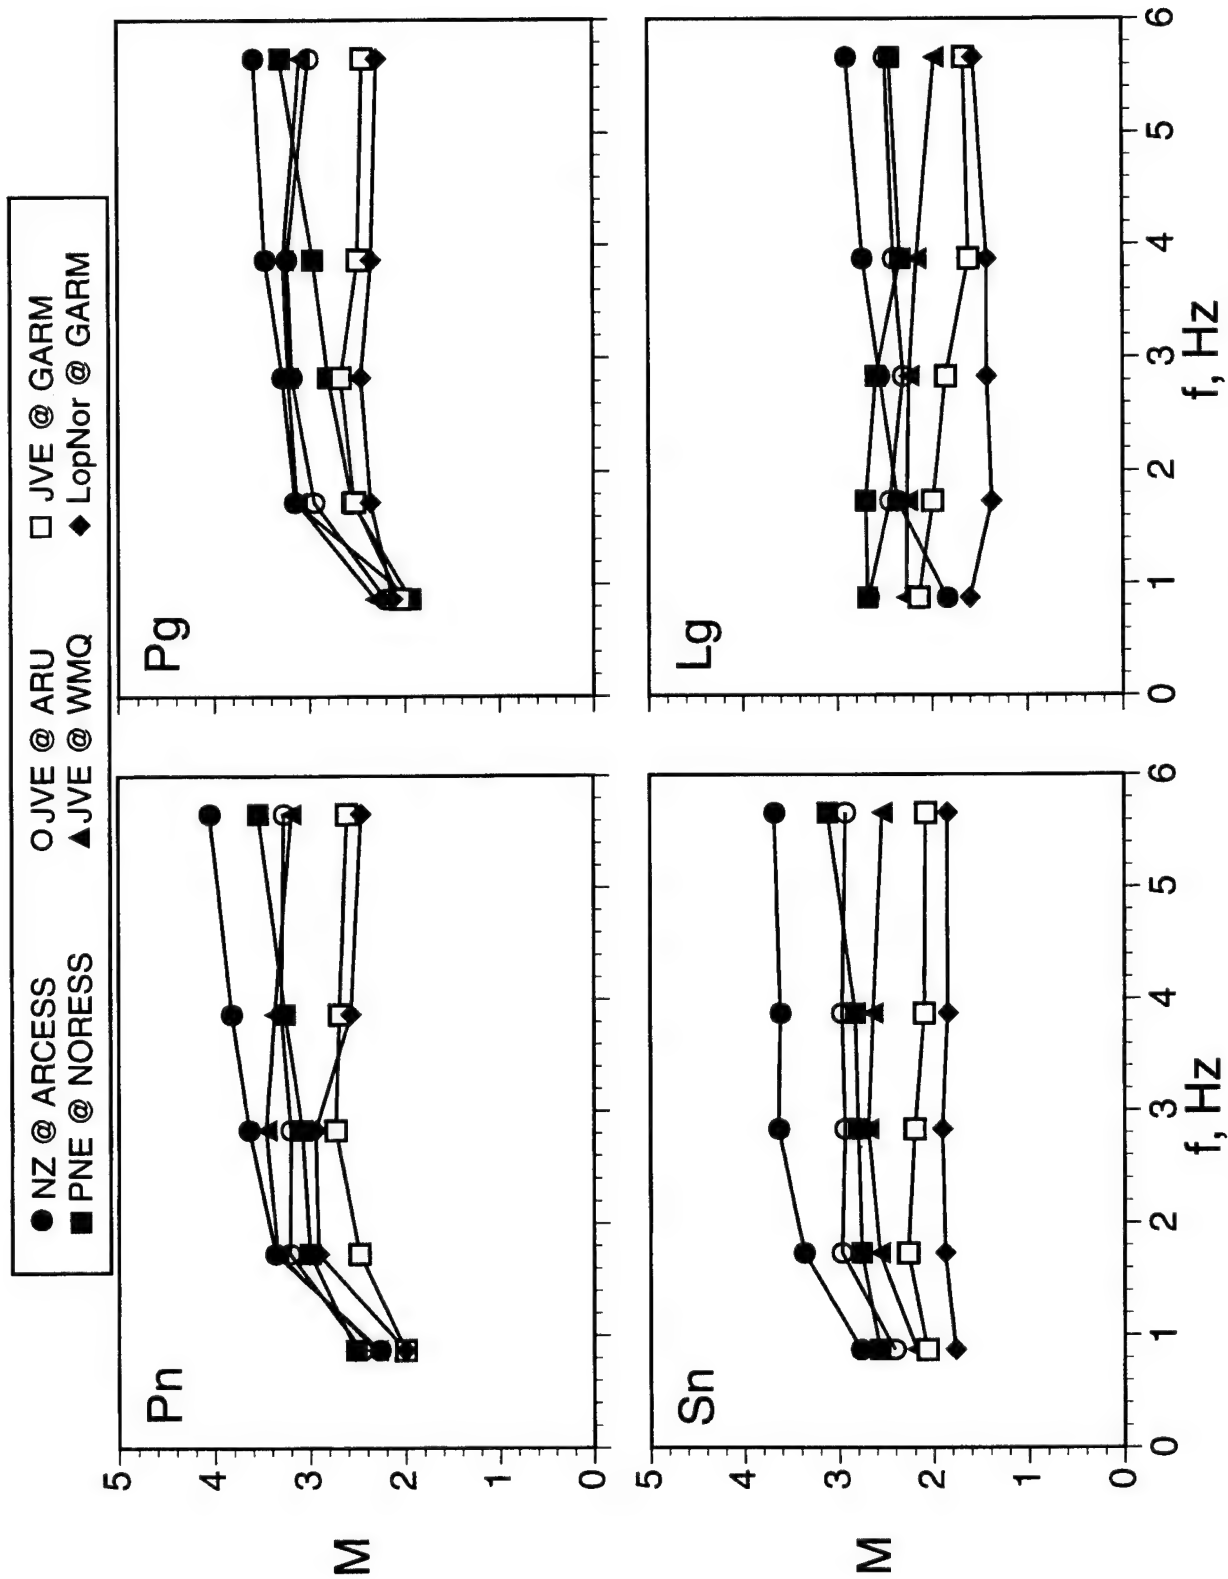 ● NZ @ ARCESS ○ JVE @ ARU □ JVE @ GARM
■ PNE @ NORESS ▲ JVE @ WMQ ◆ LopNor @ GARM
Pn
Pg
5
4
3
2
1
0
M
Sn
Lg
5
4
3
2
1
0
M
0 1 2 3 4 5 6
f, Hz
0 1 2 3 4 5 6
f, Hz